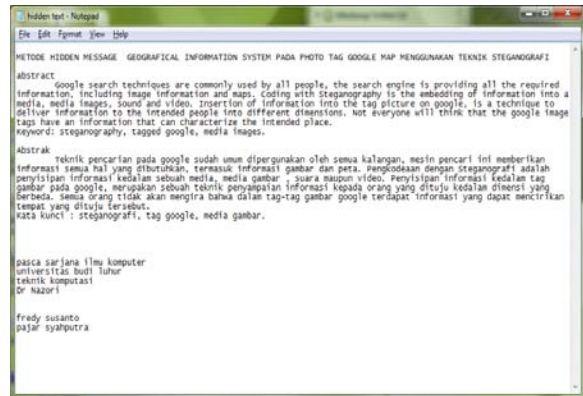 hidden text - Notepad
File Edit Format View Help
METODE HIDDEN MESSAGE GEOGRAFICAL INFORMATION SYSTEM PADA PHOTO TAG GOOGLE MAP MENGGUNAKAN TEKNIK STEGANOGRAFI
abstract
Google search techniques are commonly used by all people, the search engine is providing all the required
information, including image information and maps. Coding with Steganography is the embedding of information into a
media, media images, sound and video. Insertion of information into the tag picture on google, is a technique to
deliver information to the intended people into different dimensions. Not everyone will think that the google image
tags have an information that can characterize the intended place.
Keyword: steganography, tagged google, media images.
Abstrak
Teknik pencarian pada google sudah umum dipergunakan oleh semua kalangan, mesin pencari ini memberikan
informasi semua hal yang dibutuhkan, termasuk informasi gambar dan peta. Pengkodeaan dengan Steganografi adalah
penyisipan informasi kedalam sebuah media, media gambar , suara maupun video. Penyisipan informasi kedalam tag
gambar pada google, merupakan sebuah teknik penyampaian informasi kepada orang yang dituju kedalam dimensi yang
berbeda. Semua orang tidak akan mengira bahwa dalam tag-tag gambar google terdapat informasi yang dapat mencirikan
tempat yang dituju tersebut.
Kata kunci : steganografi, tag google, media gambar.
pasca sarjana ilmu komputer
universitas budi luhur
teknik komputasi
Dr Nazori
fredy susanto
pajar syahputra